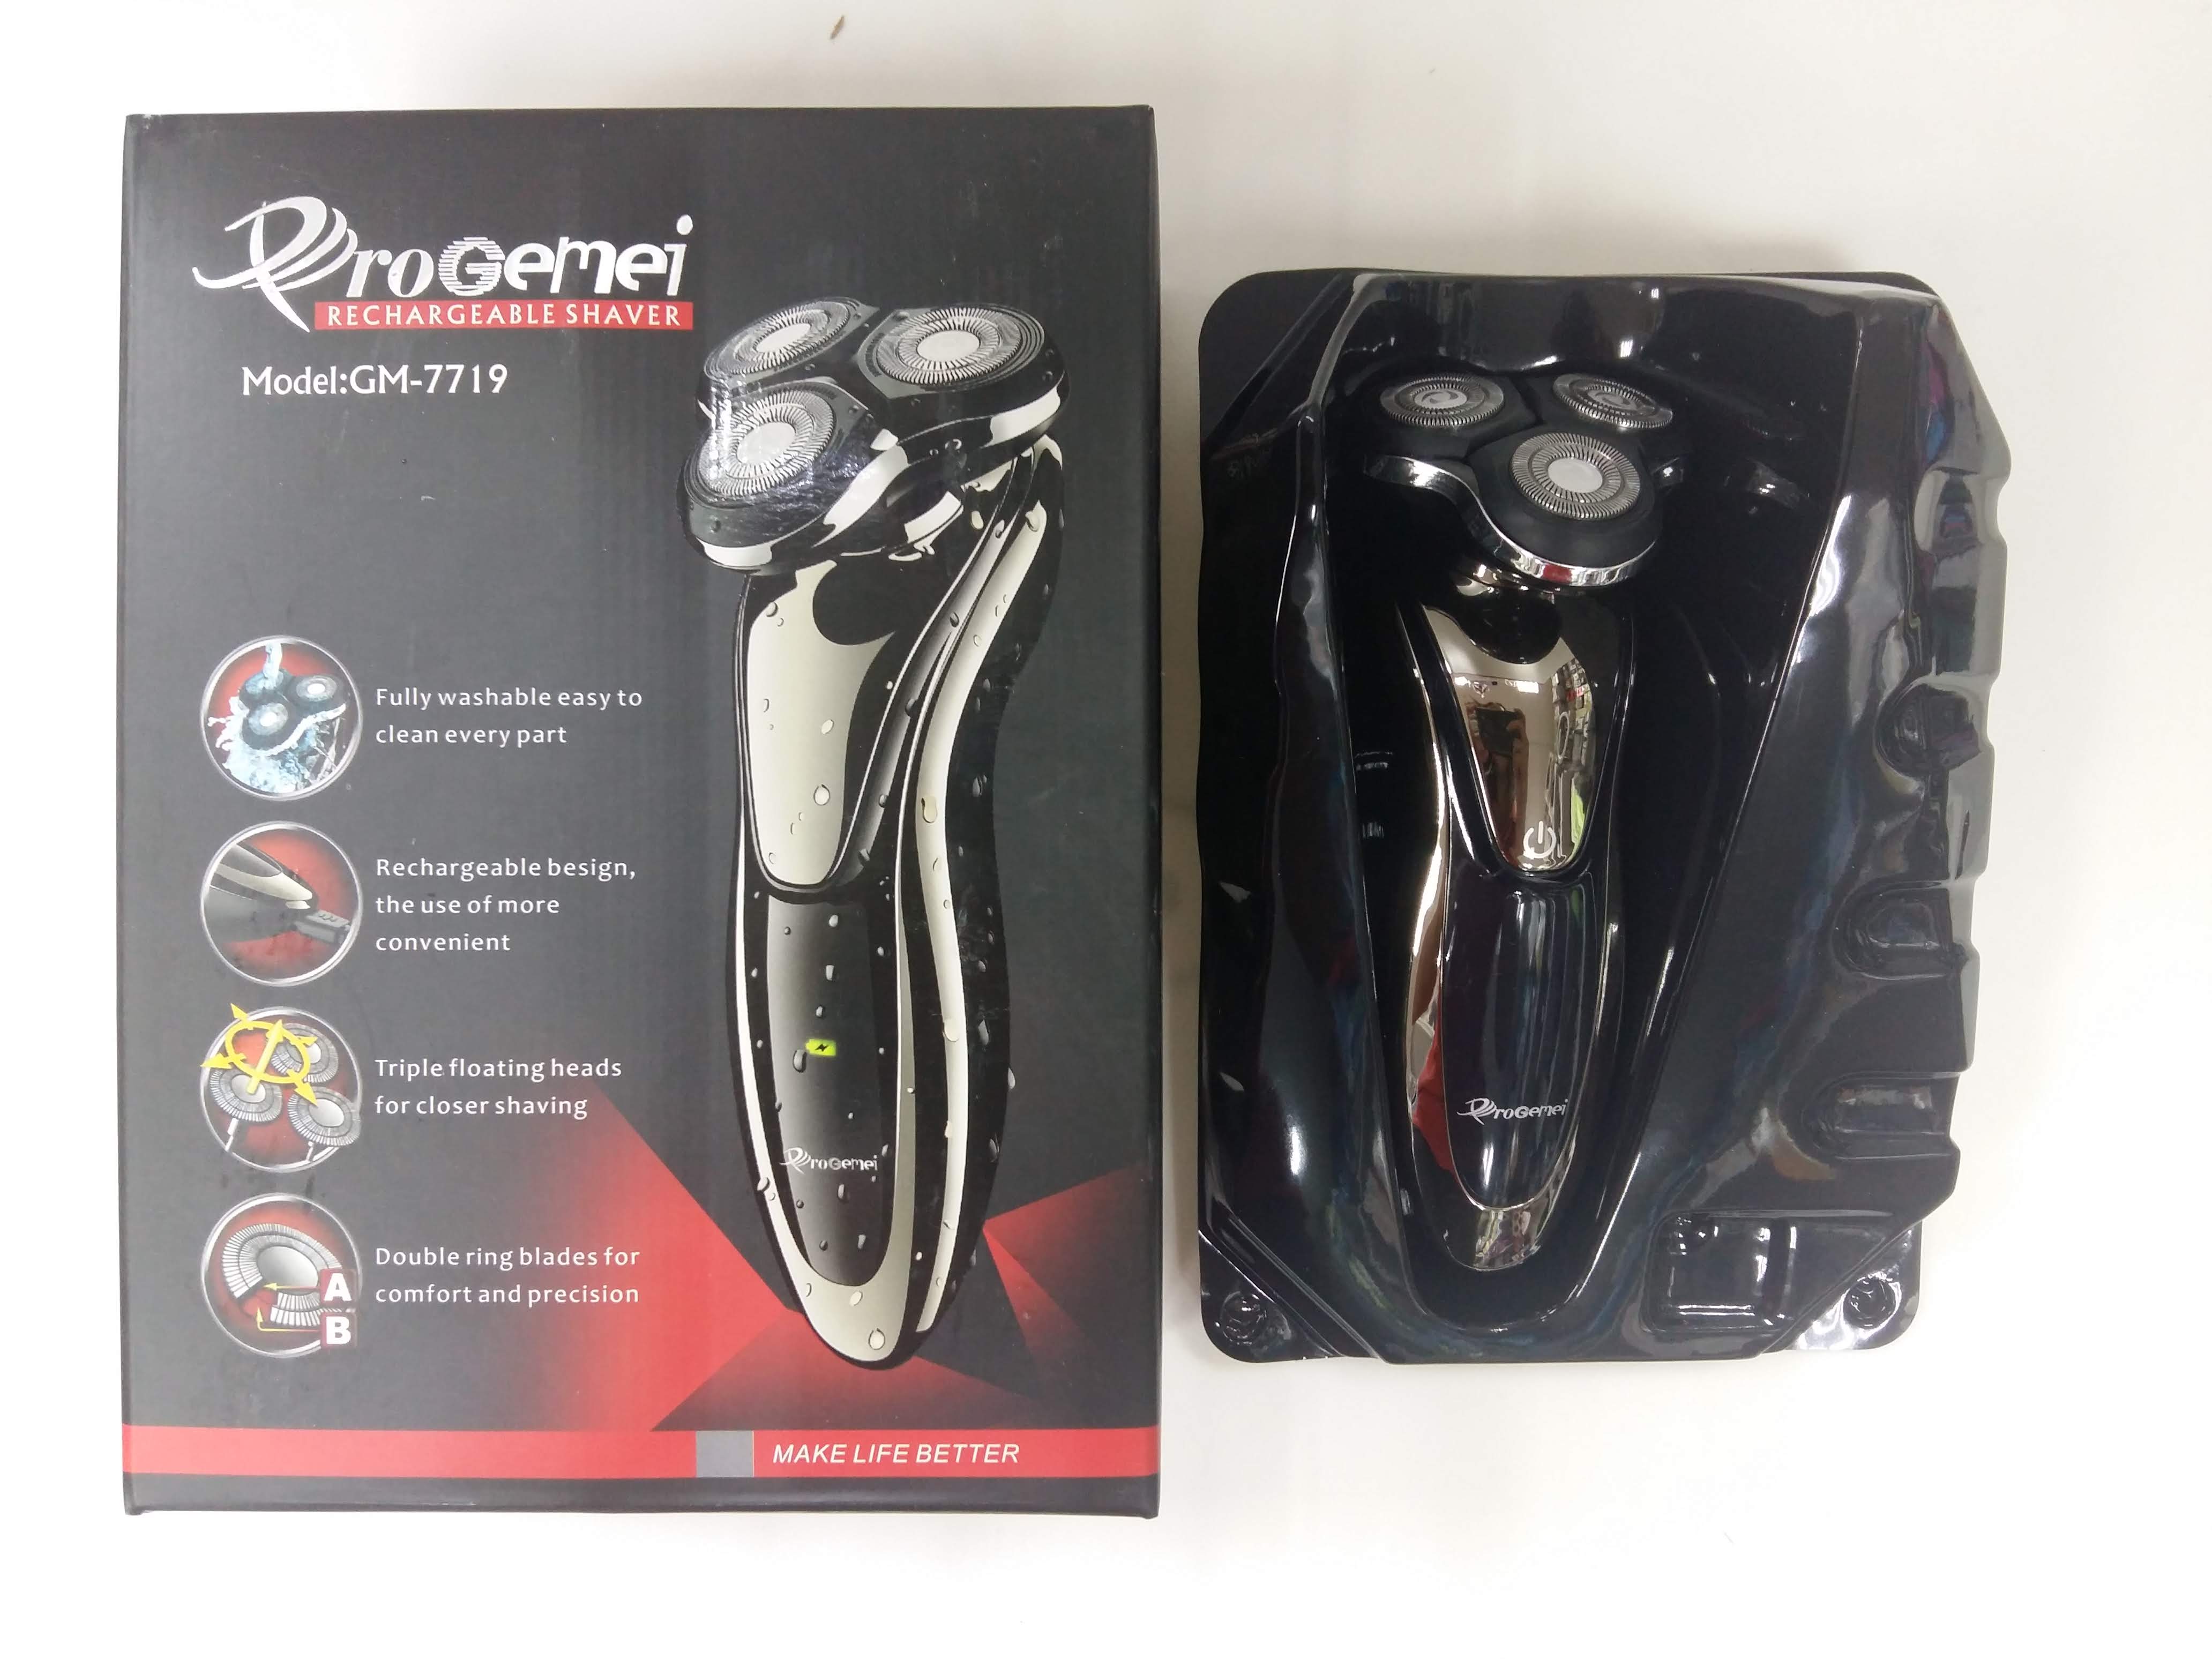 ProGemei
RECHARGEABLE SHAVER
Model:GM-7719
Fully washable easy to
clean every part
Rechargeable besign,
the use of more
convenient
Triple floating heads
for closer shaving
A
B
Double ring blades for
comfort and precision
ProGemei
MAKE LIFE BETTER
ProGemei